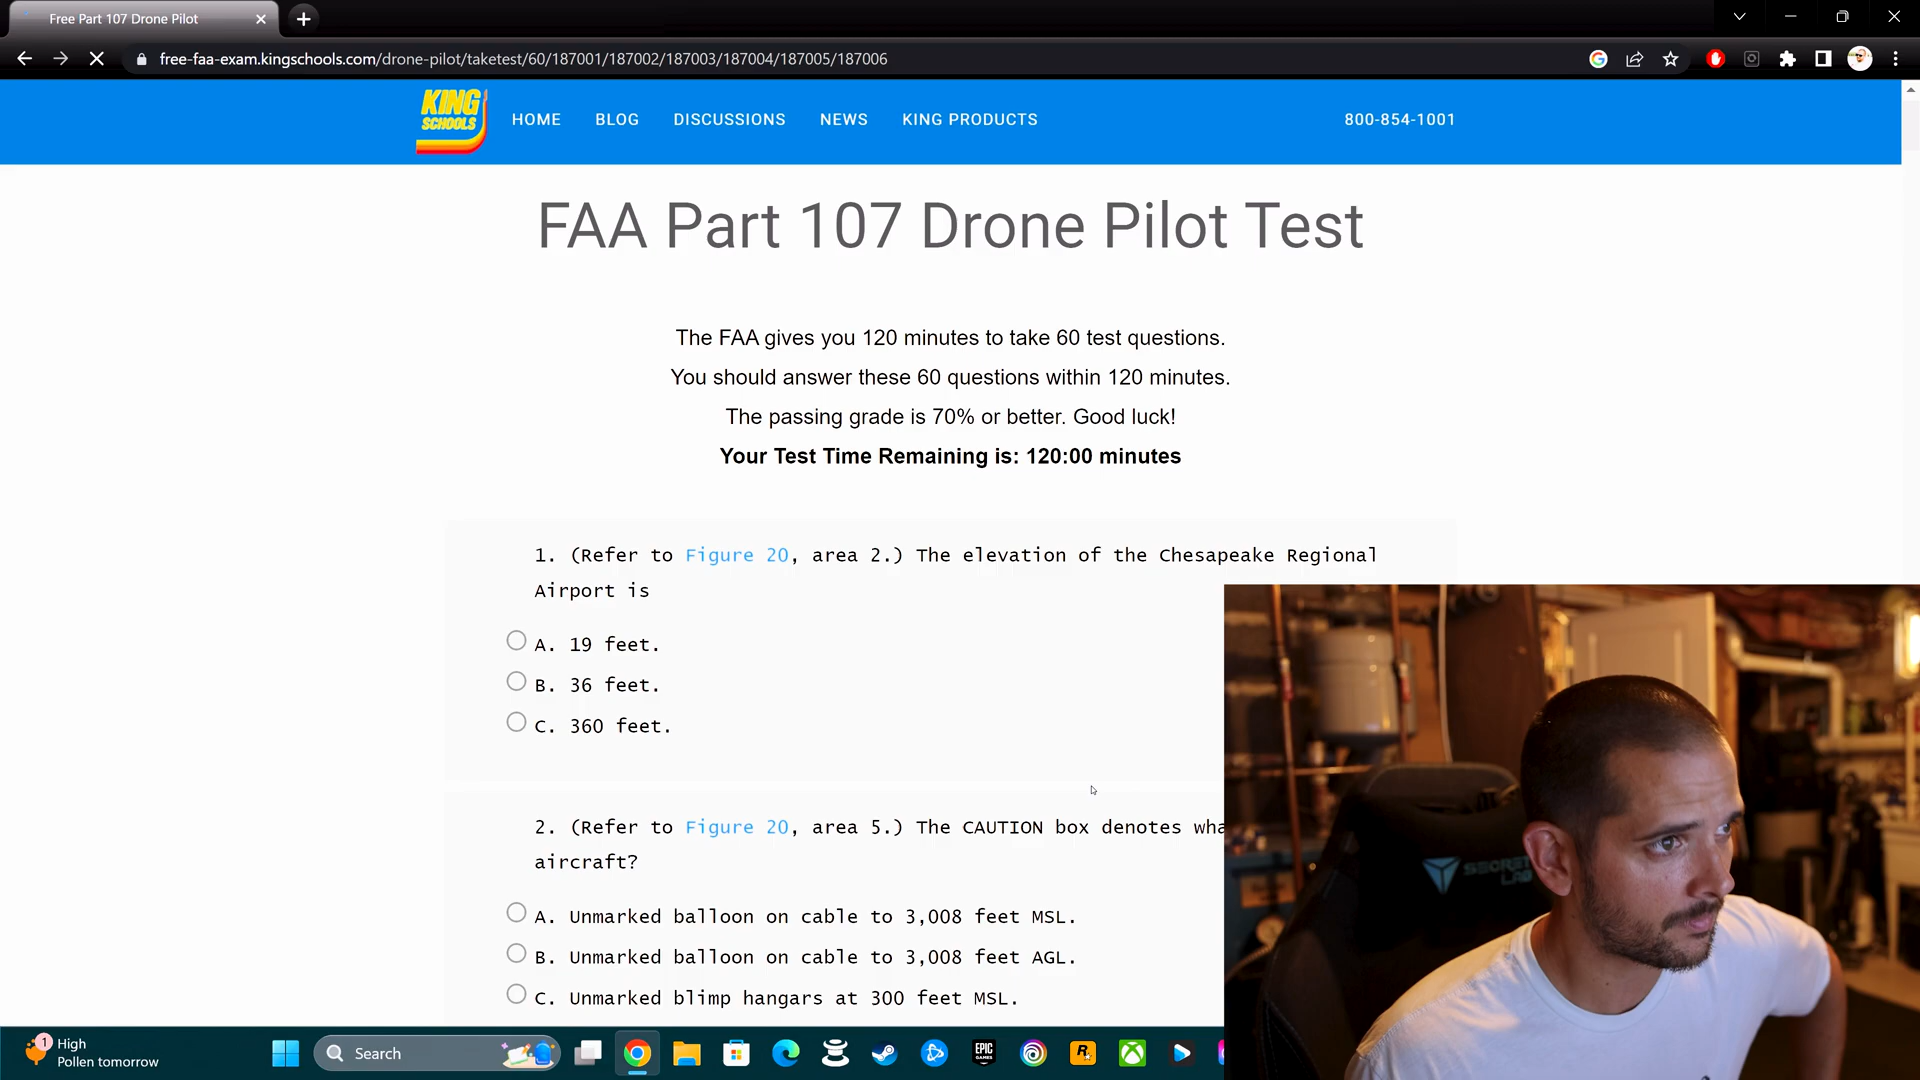 Free Part 107 Drone Pilot
free-faa-exam.kingschools.com/drone-pilot/taketest/60/187001/187002/187003/187004/187005/187006
KING
SCHOOLS
HOME
BLOG
DISCUSSIONS
NEWS
KING PRODUCTS
800-854-1001
FAA Part 107 Drone Pilot Test
The FAA gives you 120 minutes to take 60 test questions.
You should answer these 60 questions within 120 minutes.
The passing grade is 70% or better. Good luck!
Your Test Time Remaining is: 120:00 minutes
1. (Refer to Figure 20, area 2.) The elevation of the Chesapeake Regional
Airport is
A. 19 feet.
B. 36 feet.
C. 360 feet.
2. (Refer to Figure 20, area 5.) The CAUTION box denotes
aircraft?
A. Unmarked balloon on cable to 3,008 feet MSL.
B. Unmarked balloon on cable to 3,008 feet AGL.
C. Unmarked blimp hangars at 300 feet MSL.
1
High
Pollen tomorrow
Search
EPIC
GAMES